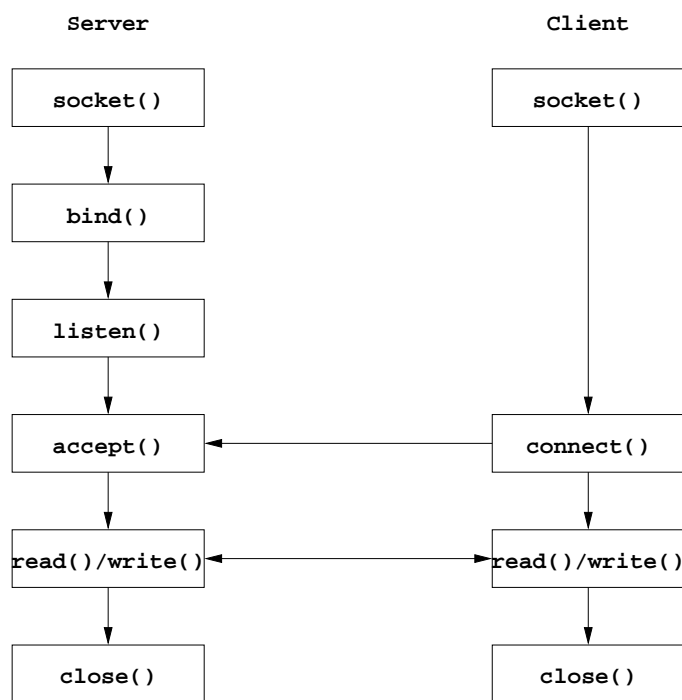 Server
Client
socket()
socket()
bind()
listen()
accept()
connect()
read()/write()
read()/write()
close()
close()